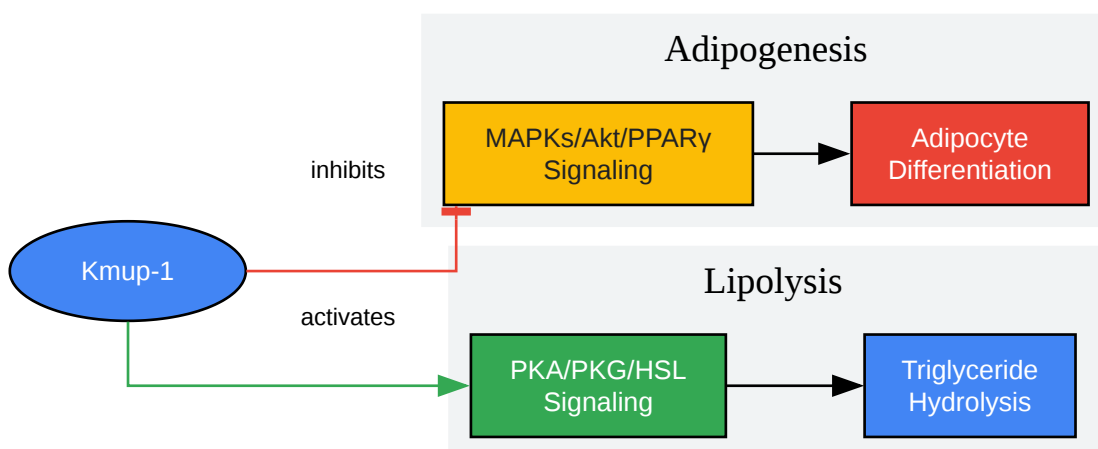 Adipogenesis
MAPKs/Akt/PPARγ
Signaling
Adipocyte
Differentiation
inhibits
Kmup-1
activates
Lipolysis
PKA/PKG/HSL
Signaling
Triglyceride
Hydrolysis